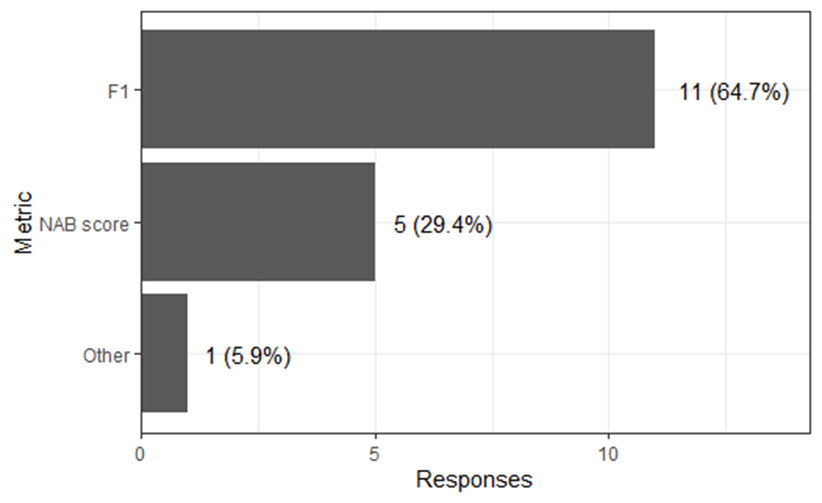 F1
11 (64.7%)
NAB score
5 (29.4%)
Other
1 (5.9%)
Metric
0
5
10
Responses